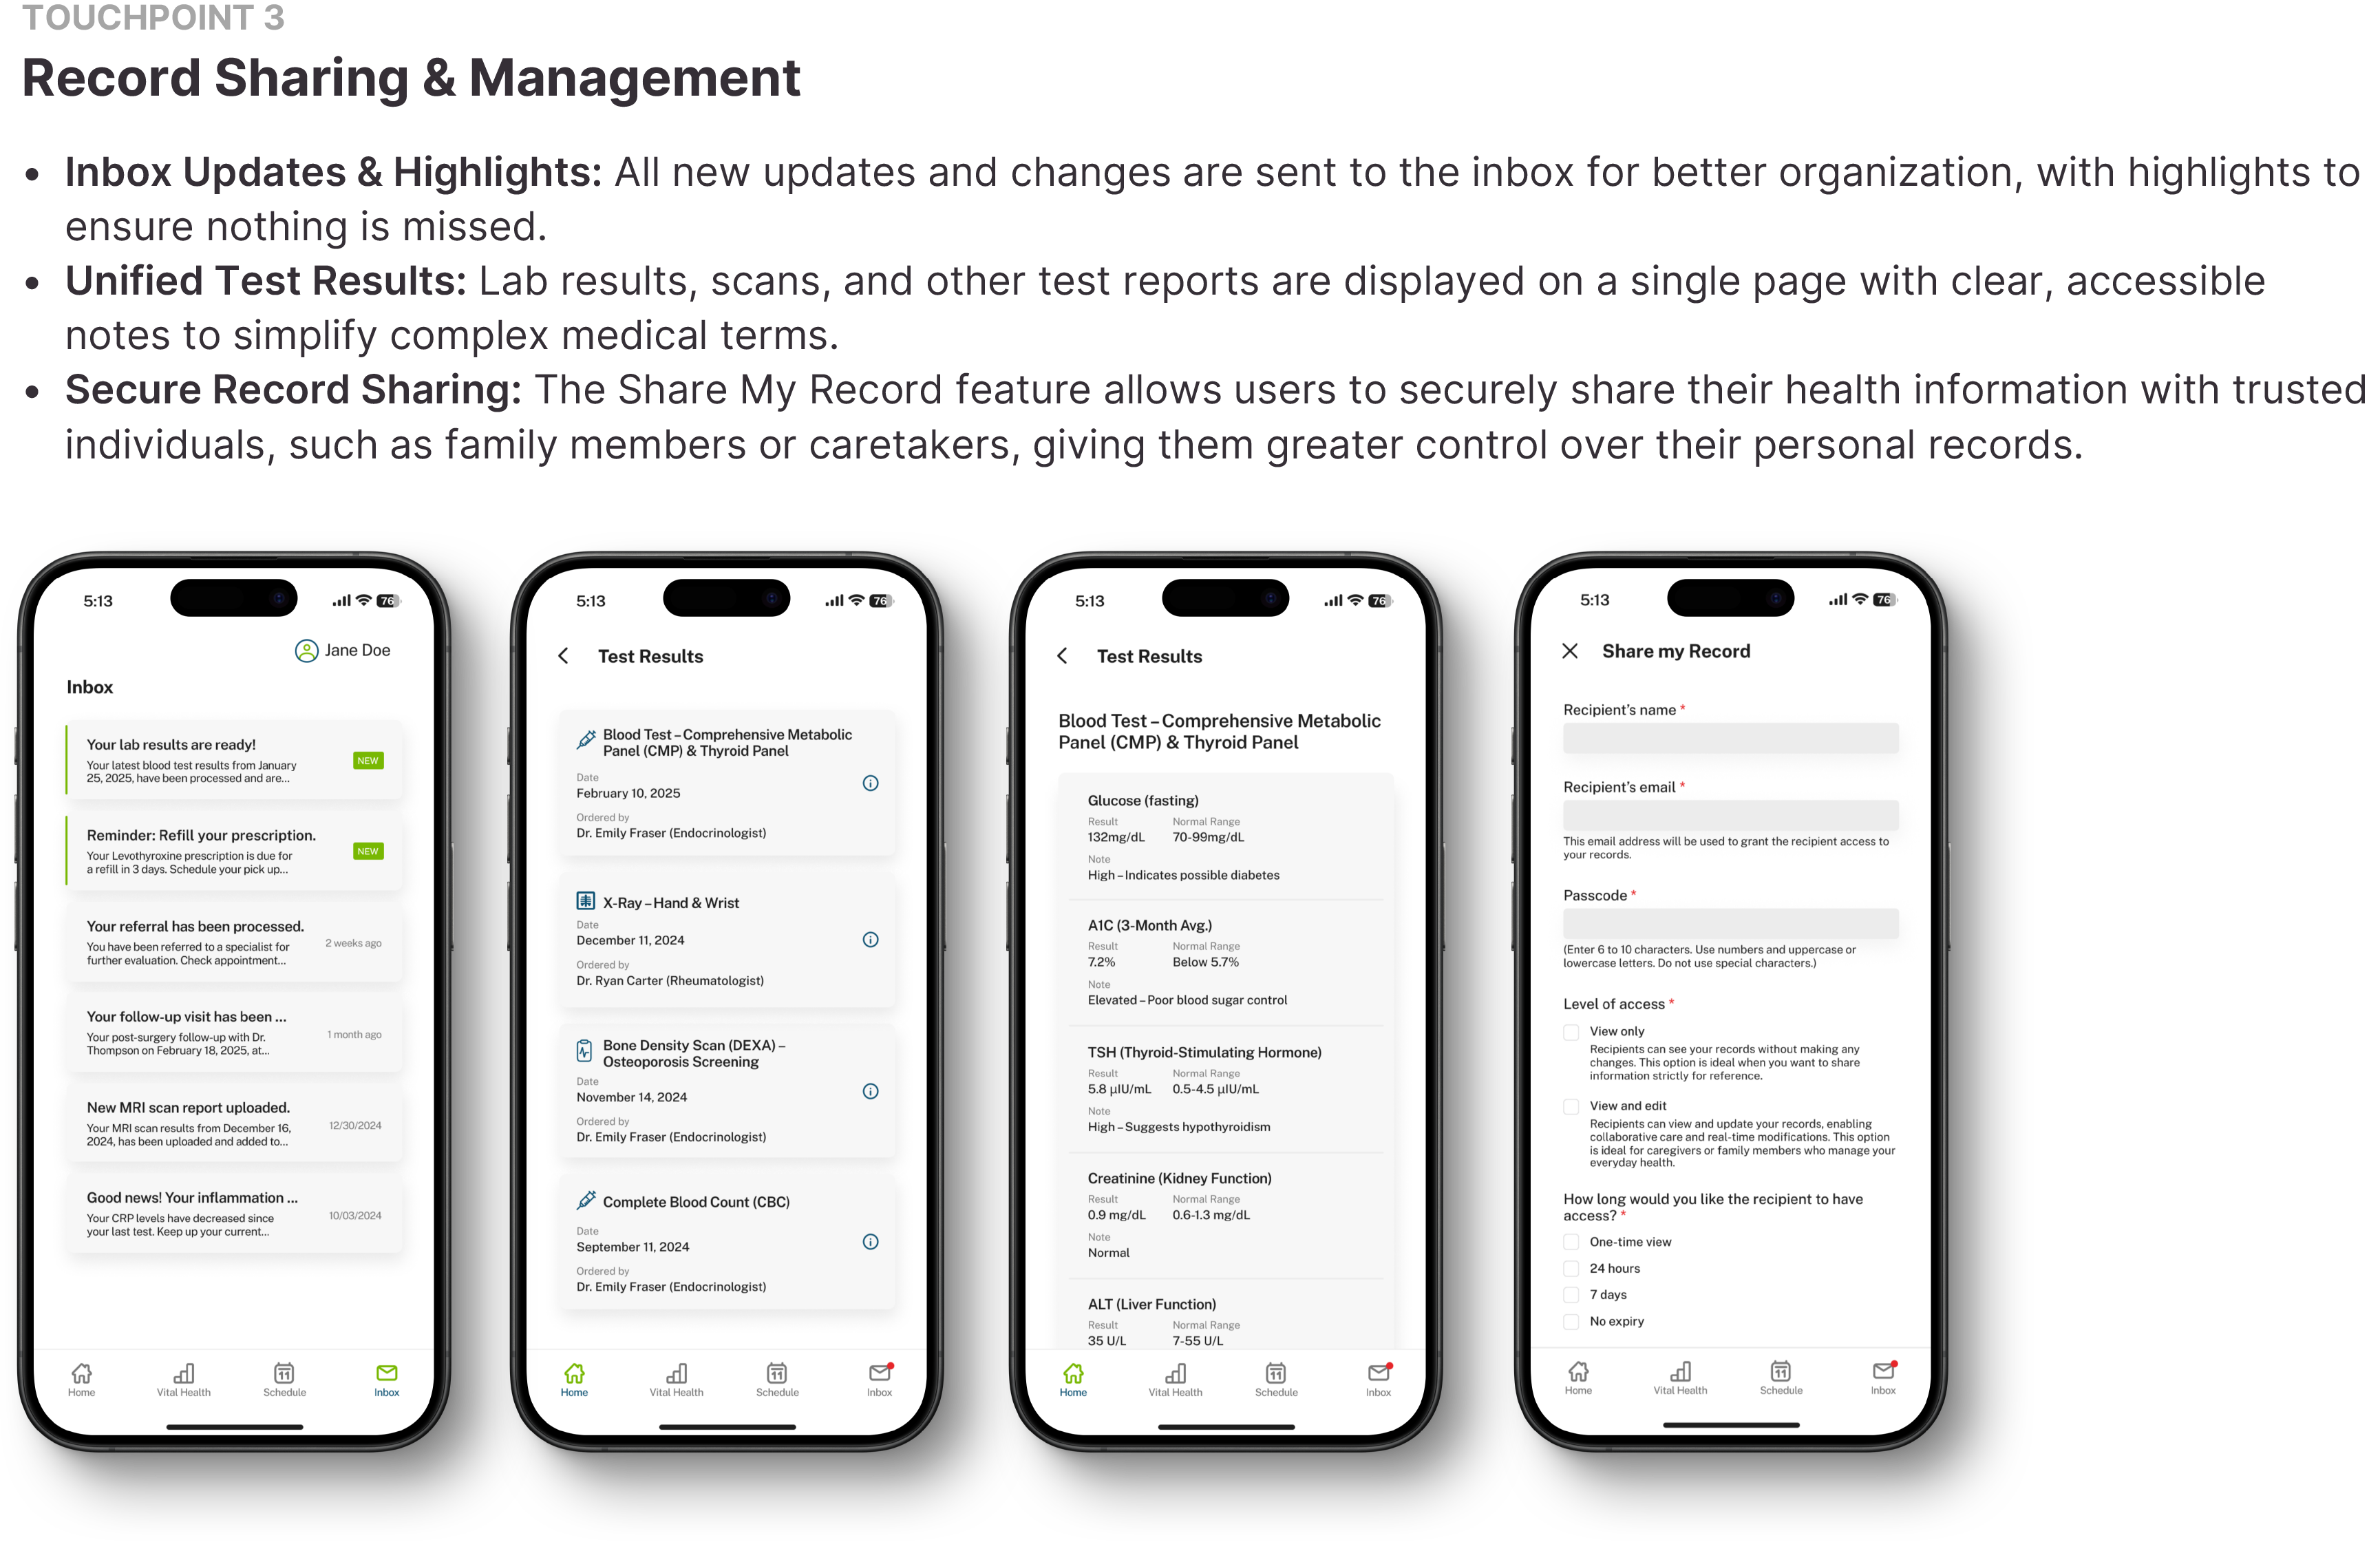 TOUCHPOINT 3
Record Sharing & Management
• Inbox Updates & Highlights: All new updates and changes are sent to the inbox for better organization, with highlights to
ensure nothing is missed.
• Unified Test Results: Lab results, scans, and other test reports are displayed on a single page with clear, accessible
notes to simplify complex medical terms.
• Secure Record Sharing: The Share My Record feature allows users to securely share their health information with trusted
individuals, such as family members or caretakers, giving them greater control over their personal records.
5:13
76
Jane Doe
Inbox
Your lab results are ready!
Your latest blood test results from January
25, 2025, have been processed and are...
NEW
Reminder: Refill your prescription.
Your Levothyroxine prescription is due for
a refill in 3 days. Schedule your pick up...
NEW
Your referral has been processed.
You have been referred to a specialist for
further evaluation. Check appointment...
2 weeks ago
Your follow-up visit has been ...
Your post-surgery follow-up with Dr.
Thompson on February 18, 2025, at...
1 month ago
New MRI scan report uploaded.
Your MRI scan results from December 16,
2024, has been uploaded and added to...
12/30/2024
Good news! Your inflammation ...
Your CRP levels have decreased since
your last test. Keep up your current...
10/03/2024
Home
Vital Health
11
Schedule
Inbox
5:13
76
Test Results
Blood Test – Comprehensive Metabolic
Panel (CMP) & Thyroid Panel
Date
February 10, 2025
Ordered by
Dr. Emily Fraser (Endocrinologist)
X-Ray – Hand & Wrist
Date
December 11, 2024
Ordered by
Dr. Ryan Carter (Rheumatologist)
Bone Density Scan (DEXA) –
Osteoporosis Screening
Date
November 14, 2024
Ordered by
Dr. Emily Fraser (Endocrinologist)
Complete Blood Count (CBC)
Date
September 11, 2024
Ordered by
Dr. Emily Fraser (Endocrinologist)
Home
Vital Health
11
Schedule
Inbox
5:13
76
Test Results
Blood Test – Comprehensive Metabolic
Panel (CMP) & Thyroid Panel
Glucose (fasting)
Result Normal Range
132mg/dL 70-99mg/dL
Note
High – Indicates possible diabetes
A1C (3-Month Avg.)
Result Normal Range
7.2% Below 5.7%
Note
Elevated – Poor blood sugar control
TSH (Thyroid-Stimulating Hormone)
Result Normal Range
5.8 µIU/mL 0.5-4.5 µIU/mL
Note
High – Suggests hypothyroidism
Creatinine (Kidney Function)
Result Normal Range
0.9 mg/dL 0.6-1.3 mg/dL
Note
Normal
ALT (Liver Function)
Result Normal Range
35 U/L 7-55 U/L
Home
Vital Health
11
Schedule
Inbox
5:13
76
Share my Record
Recipient's name *
Recipient's email *
This email address will be used to grant the recipient access to
your records.
Passcode *
(Enter 6 to 10 characters. Use numbers and uppercase or
lowercase letters. Do not use special characters.)
Level of access *
View only
Recipients can see your records without making any
changes. This option is ideal when you want to share
information strictly for reference.
View and edit
Recipients can view and update your records, enabling
collaborative care and real-time modifications. This option
is ideal for caregivers or family members who manage your
everyday health.
How long would you like the recipient to have
access? *
One-time view
24 hours
7 days
No expiry
Home
Vital Health
11
Schedule
Inbox